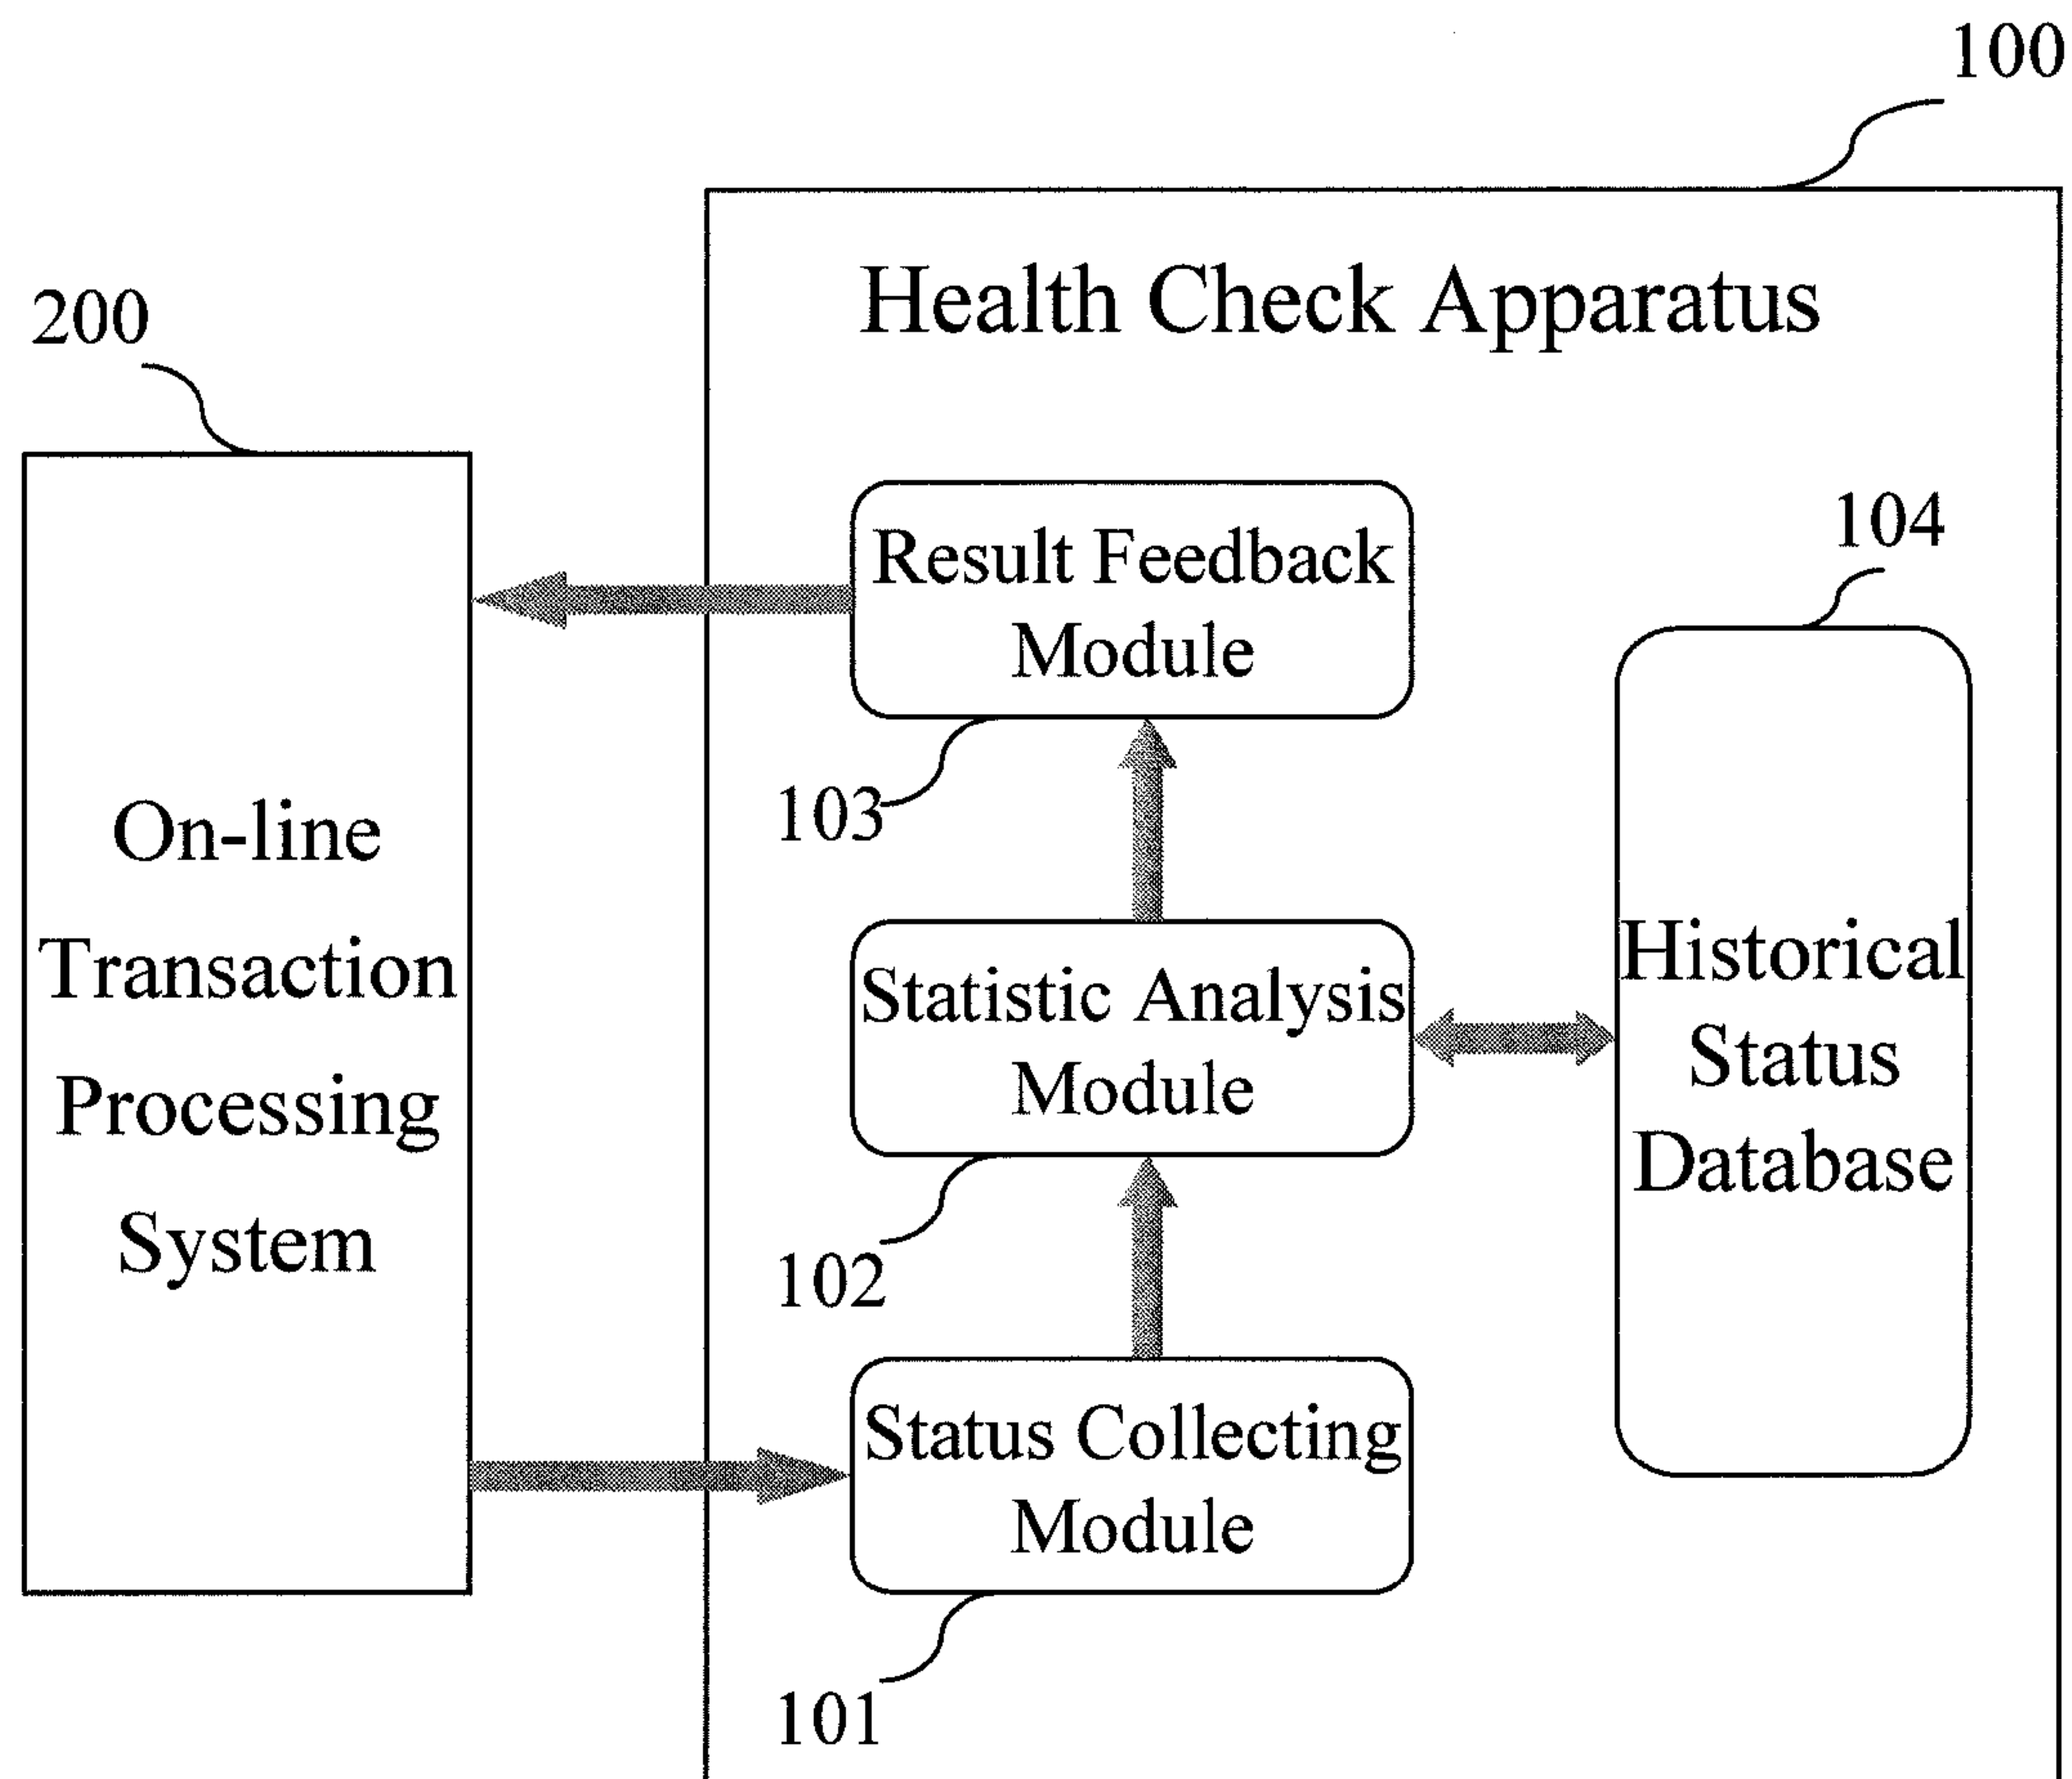 100
Health Check Apparatus
200
Result Feedback
Module
104
103
On-line
Transaction
Processing
System
Statistic Analysis
Module
Historical
Status
Database
102
Status Collecting
Module
101